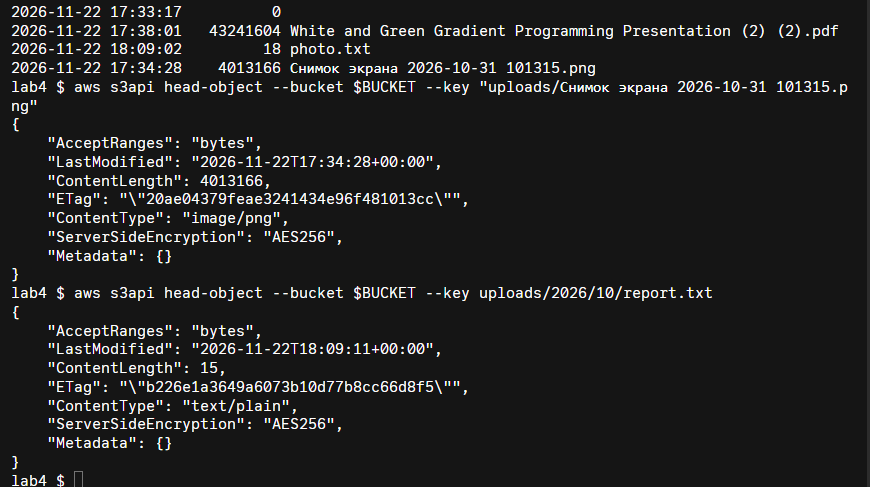 2026-11-22 17:33:17          0
2026-11-22 17:38:01   43241604 White and Green Gradient Programming Presentation (2) (2).pdf
2026-11-22 18:09:02         18 photo.txt
2026-11-22 17:34:28    4013166 Снимок экрана 2026-10-31 101315.png
lab4 $ aws s3api head-object --bucket $BUCKET --key "uploads/Снимок экрана 2026-10-31 101315.p
ng"
{
    "AcceptRanges": "bytes",
    "LastModified": "2026-11-22T17:34:28+00:00",
    "ContentLength": 4013166,
    "ETag": "\"20ae04379feae3241434e96f481013cc\"",
    "ContentType": "image/png",
    "ServerSideEncryption": "AES256",
    "Metadata": {}
}
lab4 $ aws s3api head-object --bucket $BUCKET --key uploads/2026/10/report.txt
{
    "AcceptRanges": "bytes",
    "LastModified": "2026-11-22T18:09:11+00:00",
    "ContentLength": 15,
    "ETag": "\"b226e1a3649a6073b10d77b8cc66d8f5\"",
    "ContentType": "text/plain",
    "ServerSideEncryption": "AES256",
    "Metadata": {}
}
lab4 $